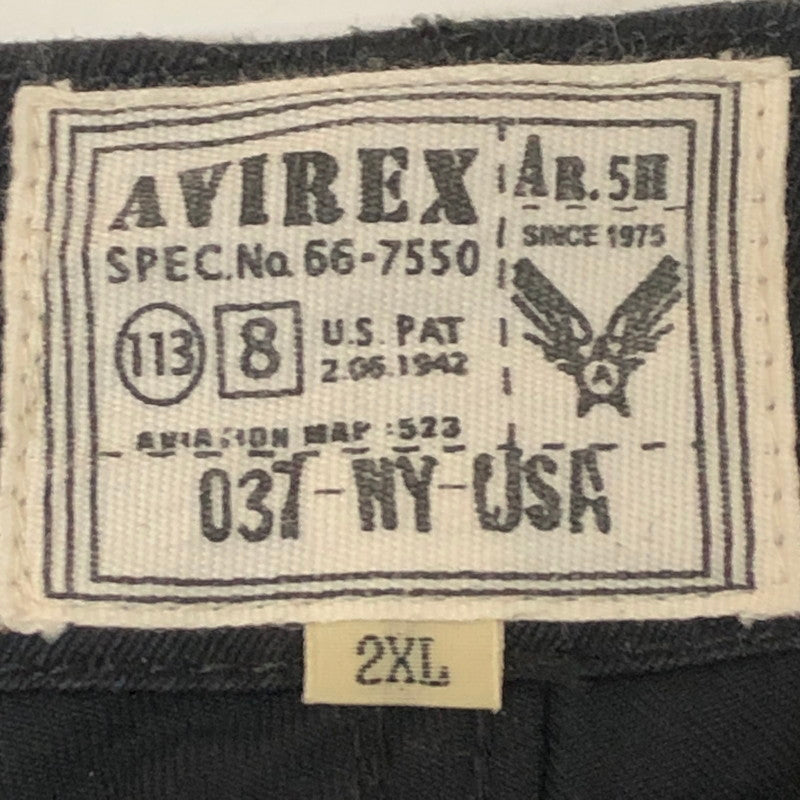 AVIREX
SPEC.No. 66-7550
113 8 U.S. PAT
2.06.1942
AVIATION MAP :523
037-NY-USA
AR.5H
SINCE 1975
A
2XL